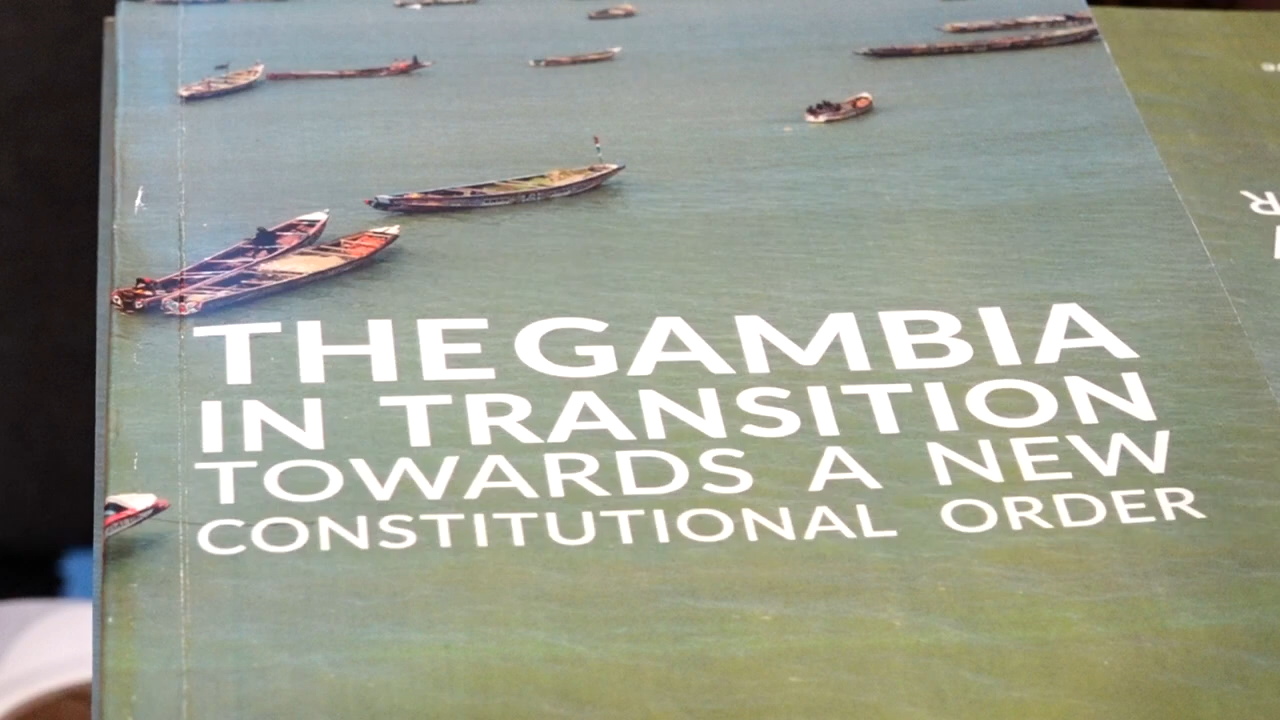 THE GAMBIA
IN TRANSITION
TOWARDS A NEW
CONSTITUTIONAL ORDER